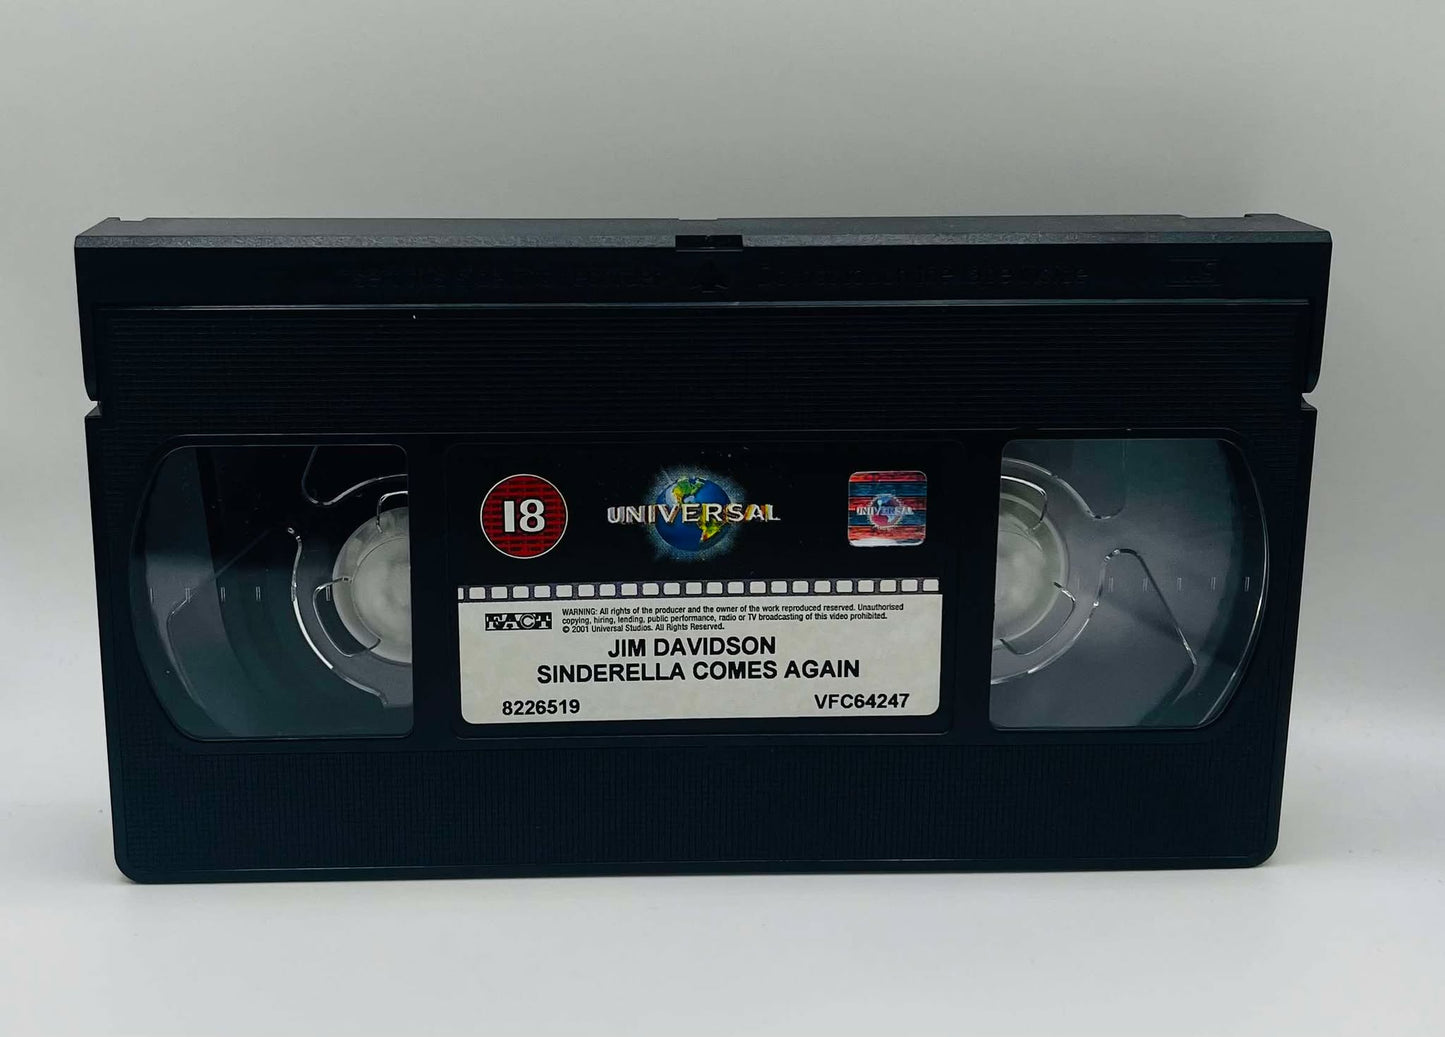 18
UNIVERSAL
UNIVERSAL
FACT
WARNING: All rights of the producer and the owner of the work reproduced reserved. Unauthorised
copying, hiring, lending, public performance, radio or TV broadcasting of this video prohibited.
© 2001 Universal Studios. All Rights Reserved.
JIM DAVIDSON
SINDERELLA COMES AGAIN
8226519
VFC64247